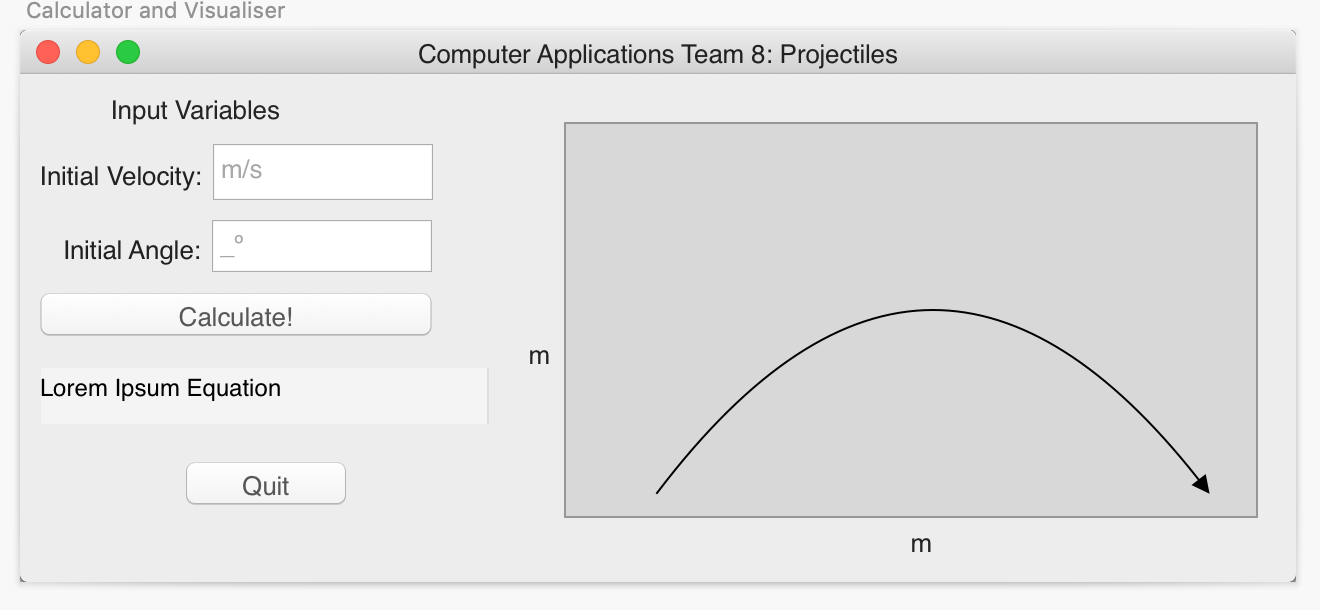 Calculator and Visualiser
Computer Applications Team 8: Projectiles
Input Variables
Initial Velocity: m/s
Initial Angle: _º
Calculate!
Lorem Ipsum Equation
Quit
m
m